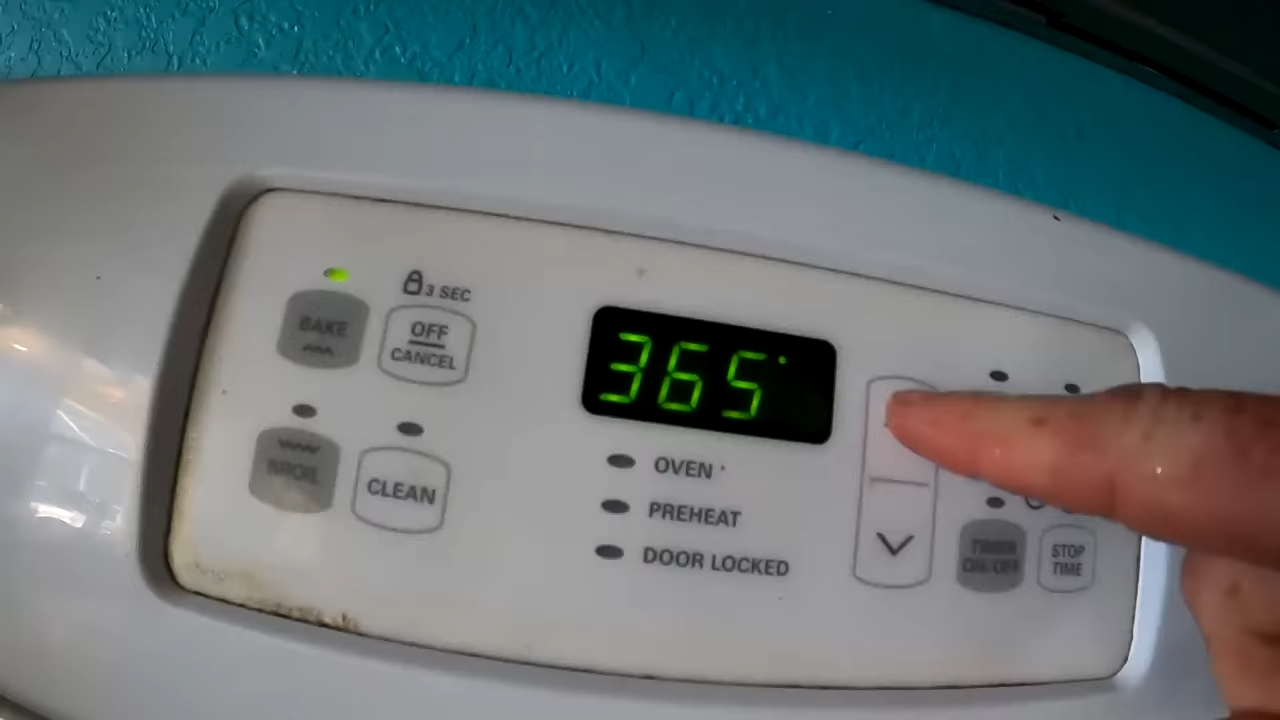 3 SEC
BAKE
OFF
CANCEL
365°
BROIL
CLEAN
OVEN °
PREHEAT
DOOR LOCKED
TIMER
ON/OFF
STOP
TIME